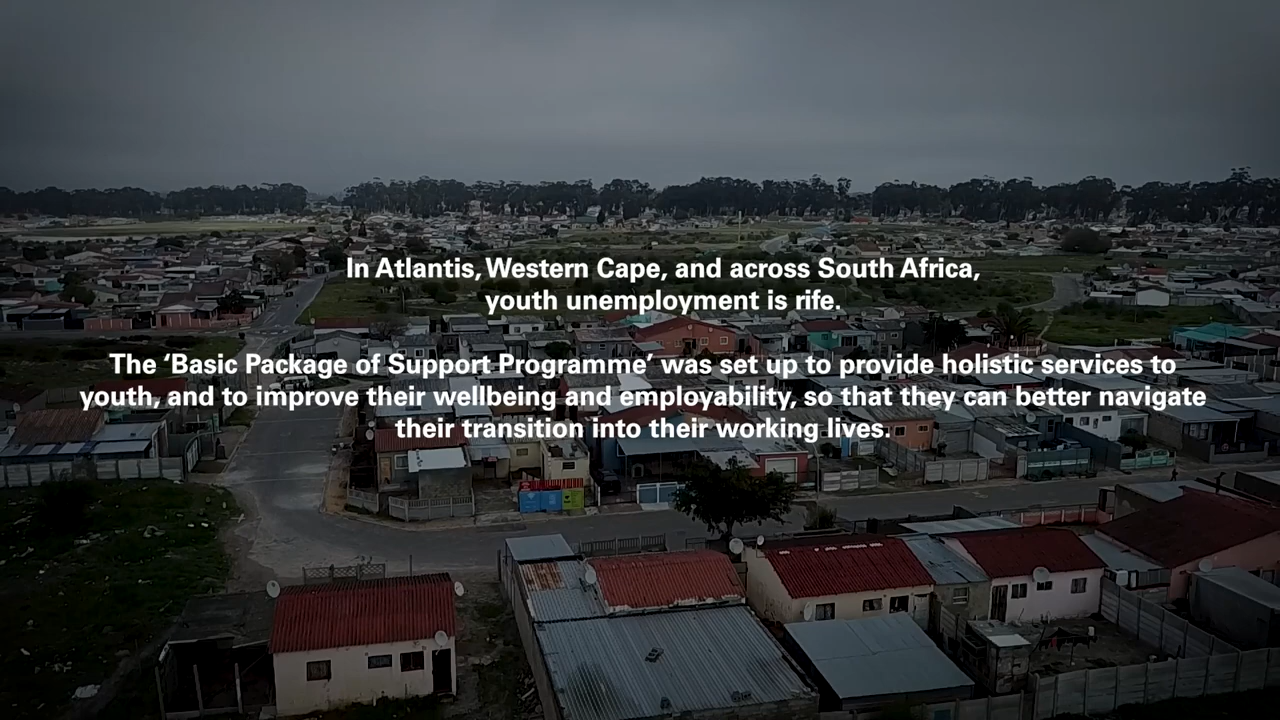 In Atlantis, Western Cape, and across South Africa,
youth unemployment is rife.
The ‘Basic Package of Support Programme’ was set up to provide holistic services to
youth, and to improve their wellbeing and employability, so that they can better navigate
their transition into their working lives.